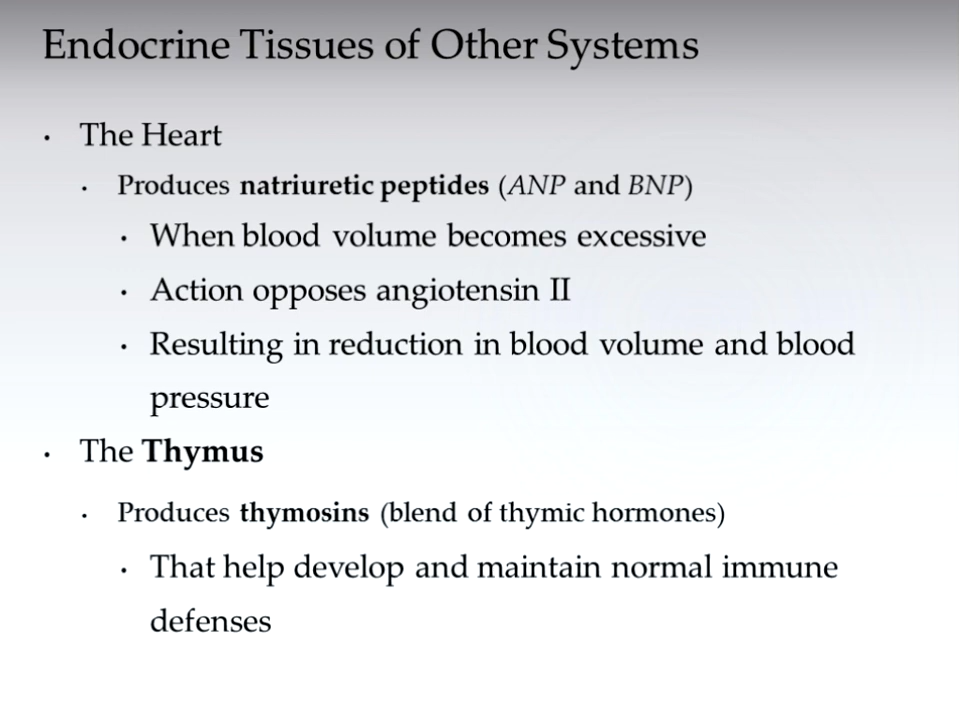 Endocrine Tissues of Other Systems
• The Heart
• Produces natriuretic peptides (ANP and BNP)
• When blood volume becomes excessive
• Action opposes angiotensin II
• Resulting in reduction in blood volume and blood
pressure
• The Thymus
• Produces thymosins (blend of thymic hormones)
• That help develop and maintain normal immune
defenses